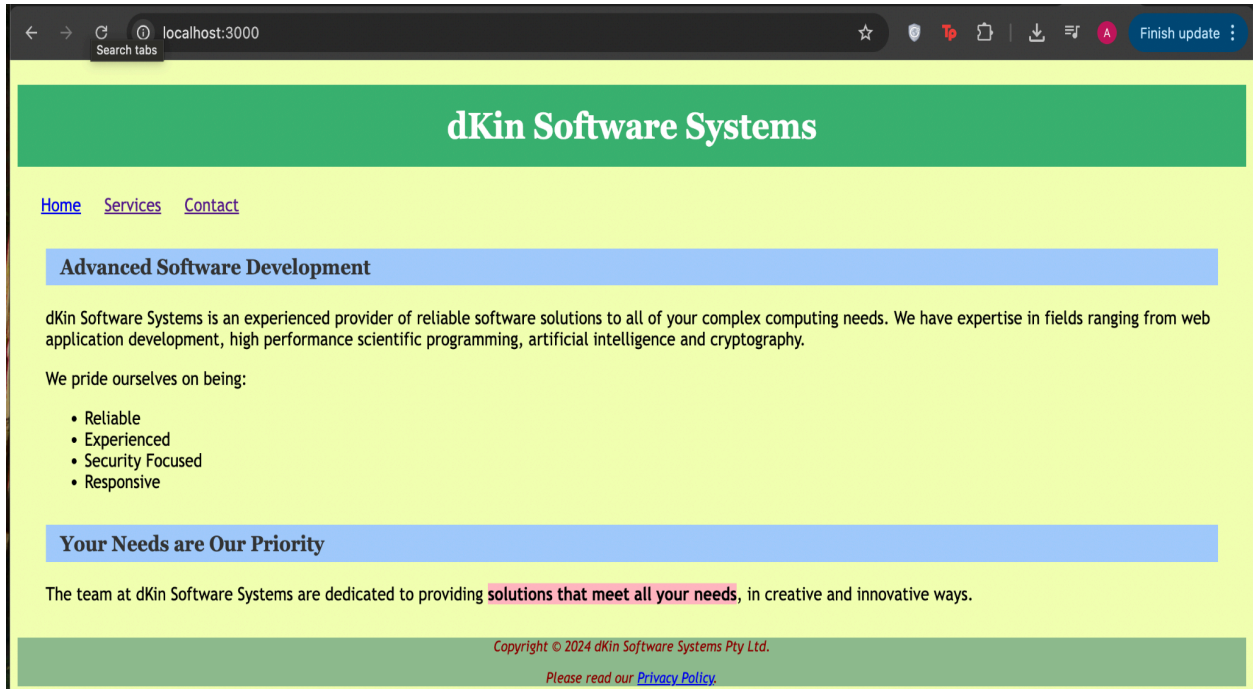 localhost:3000
Tp
A
Finish update
Search tabs
dKin Software Systems
Home Services Contact
Advanced Software Development
dKin Software Systems is an experienced provider of reliable software solutions to all of your complex computing needs. We have expertise in fields ranging from web
application development, high performance scientific programming, artificial intelligence and cryptography.
We pride ourselves on being:
• Reliable
• Experienced
• Security Focused
• Responsive
Your Needs are Our Priority
The team at dKin Software Systems are dedicated to providing solutions that meet all your needs, in creative and innovative ways.
Copyright © 2024 dKin Software Systems Pty Ltd.
Please read our Privacy Policy.